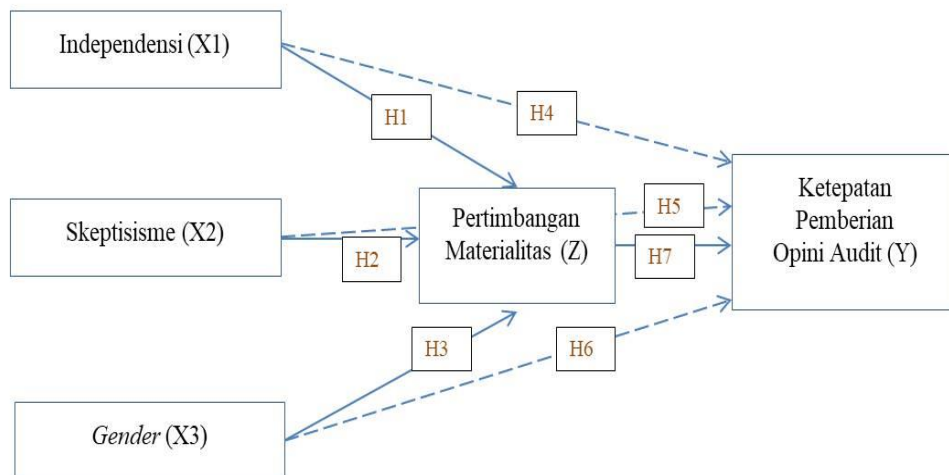 Independensi (X1)
H1
H4
Skeptisisme (X2)
H2
Pertimbangan
Materialitas (Z)
H5
H7
Ketepatan
Pemberian
Opini Audit (Y)
H3
H6
Gender (X3)